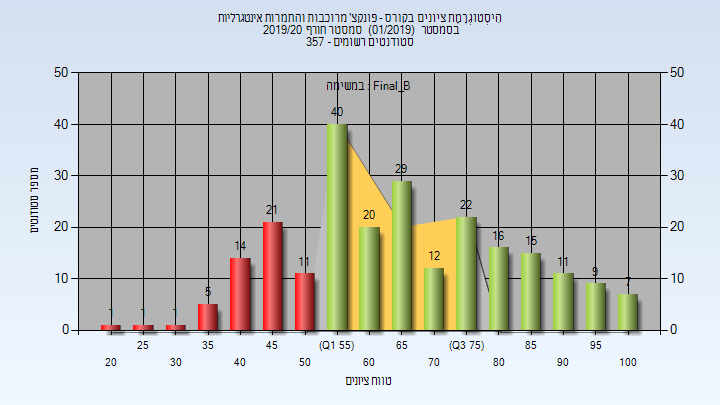 הִיסְטוֹגְרָמַת ציונים בקורס - פונקצ' מרוכבות והתמרות אינטגרליות
בסמסטר (01/2019) סמסטר חורף 2019/20
סטודנטים רשומים - 357
במשימה : Final_B
מספר סטודנטים
50 50
40 40
30 30
20 20
10 10
0 0
1 1 1 5 14 21 11 40 20 29 12 22 16 15 11 9 7
25 35 45 (Q1 55) 65 (Q3 75) 85 95
20 30 40 50 60 70 80 90 100
טווח ציונים